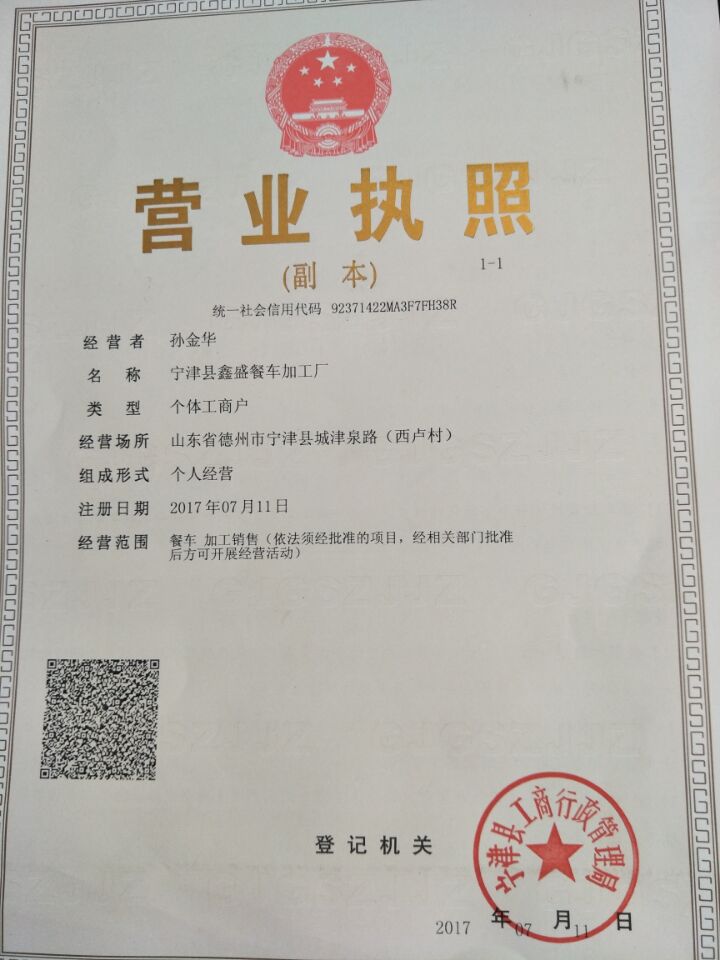 营业执照
(副 本)
1-1
统一社会信用代码 92371422MA3F7FH38R
经营者 孙金华
名 称 宁津县鑫盛餐车加工厂
类 型 个体工商户
经营场所 山东省德州市宁津县城津泉路（西卢村）
组成形式 个人经营
注册日期 2017年07月11日
经营范围 餐车 加工销售（依法须经批准的项目，经相关部门批准
后方可开展经营活动）
登记机关
宁津县工商行政管理局
2017 年 07 月 11 日